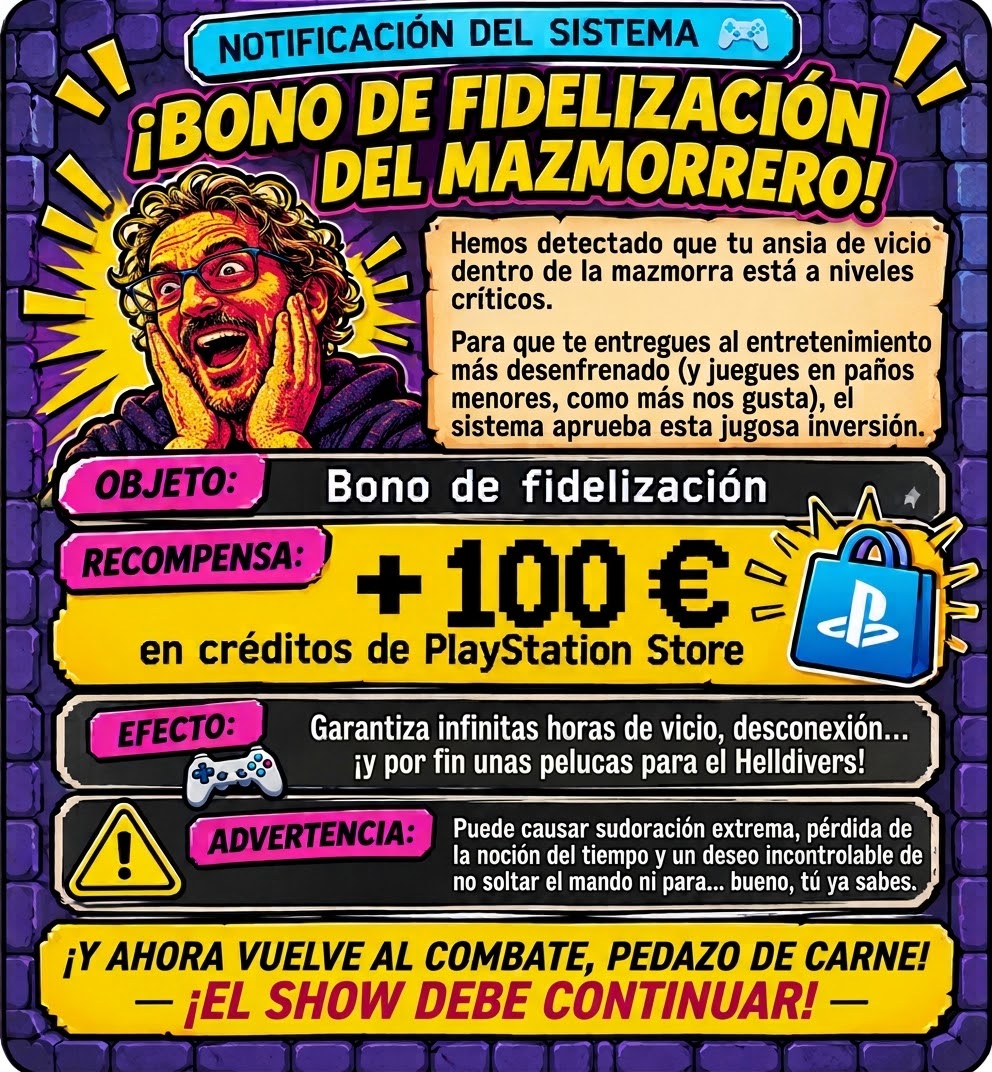 NOTIFICACIÓN DEL SISTEMA
¡BONO DE FIDELIZACIÓN
DEL MAZMORRERO!
Hemos detectado que tu ansia de vicio
dentro de la mazmorra está a niveles
críticos.
Para que te entregues al entretenimiento
más desenfrenado (y juegues en paños
menores, como más nos gusta), el
sistema aprueba esta jugosa inversión.
OBJETO:
Bono de fidelización
RECOMPENSA:
+ 100 €
en créditos de PlayStation Store
EFECTO:
Garantiza infinitas horas de vicio, desconexión...
¡y por fin unas pelucas para el Helldivers!
ADVERTENCIA:
Puede causar sudoración extrema, pérdida de
la noción del tiempo y un deseo incontrolable de
no soltar el mando ni para... bueno, tú ya sabes.
¡Y AHORA VUELVE AL COMBATE, PEDAZO DE CARNE!
— ¡EL SHOW DEBE CONTINUAR! —